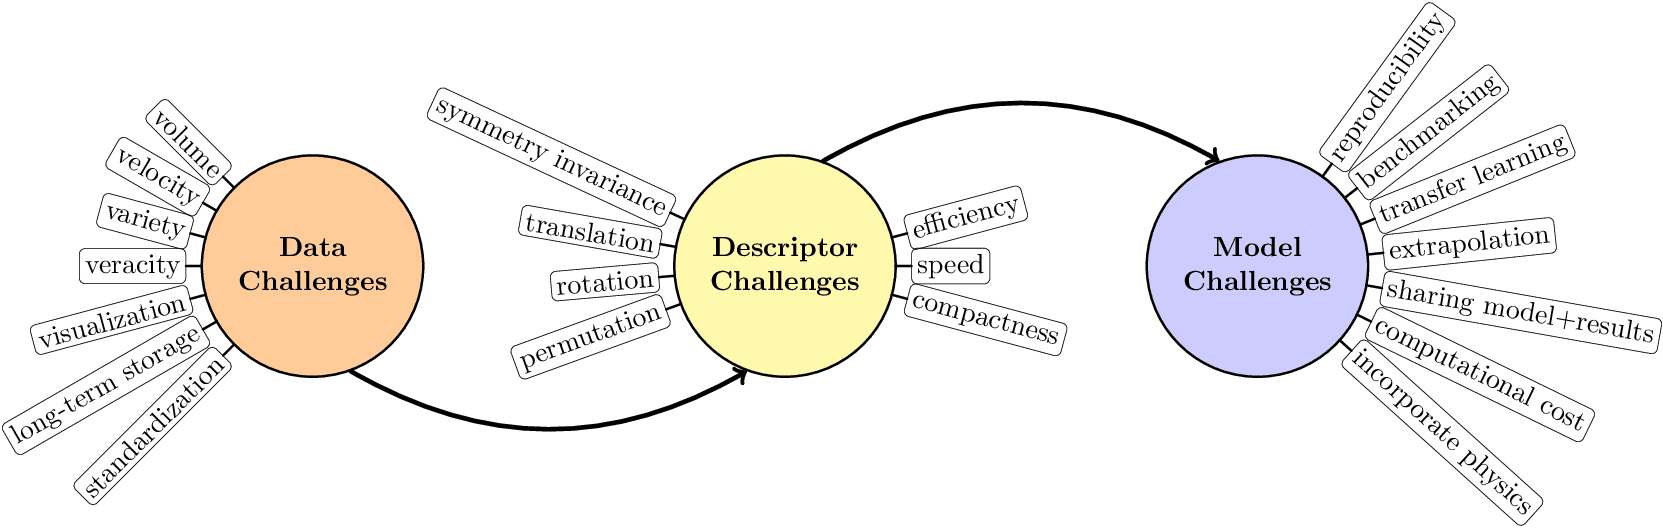 volume
velocity
variety
veracity
visualization
long-term storage
standardization
Data
Challenges
symmetry invariance
translation
rotation
permutation
Descriptor
Challenges
efficiency
speed
compactness
Model
Challenges
reproducibility
benchmarking
transfer learning
extrapolation
sharing model+results
computational cost
incorporate physics